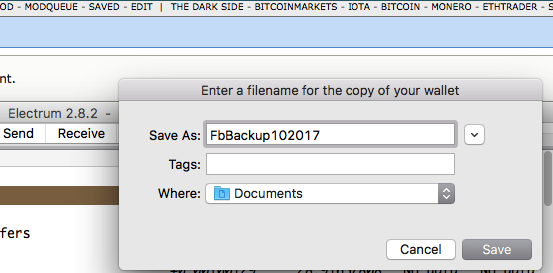 OD - MODQUEUE - SAVED - EDIT | THE DARK SIDE - BITCOINMARKETS - IOTA - BITCOIN - MONERO - ETHTRADER - S
nt.
Enter a filename for the copy of your wallet
Electrum 2.8.2 -
Save As: FbBackup102017
Send Receive
Tags:
Where: Documents
fers
Cancel Save